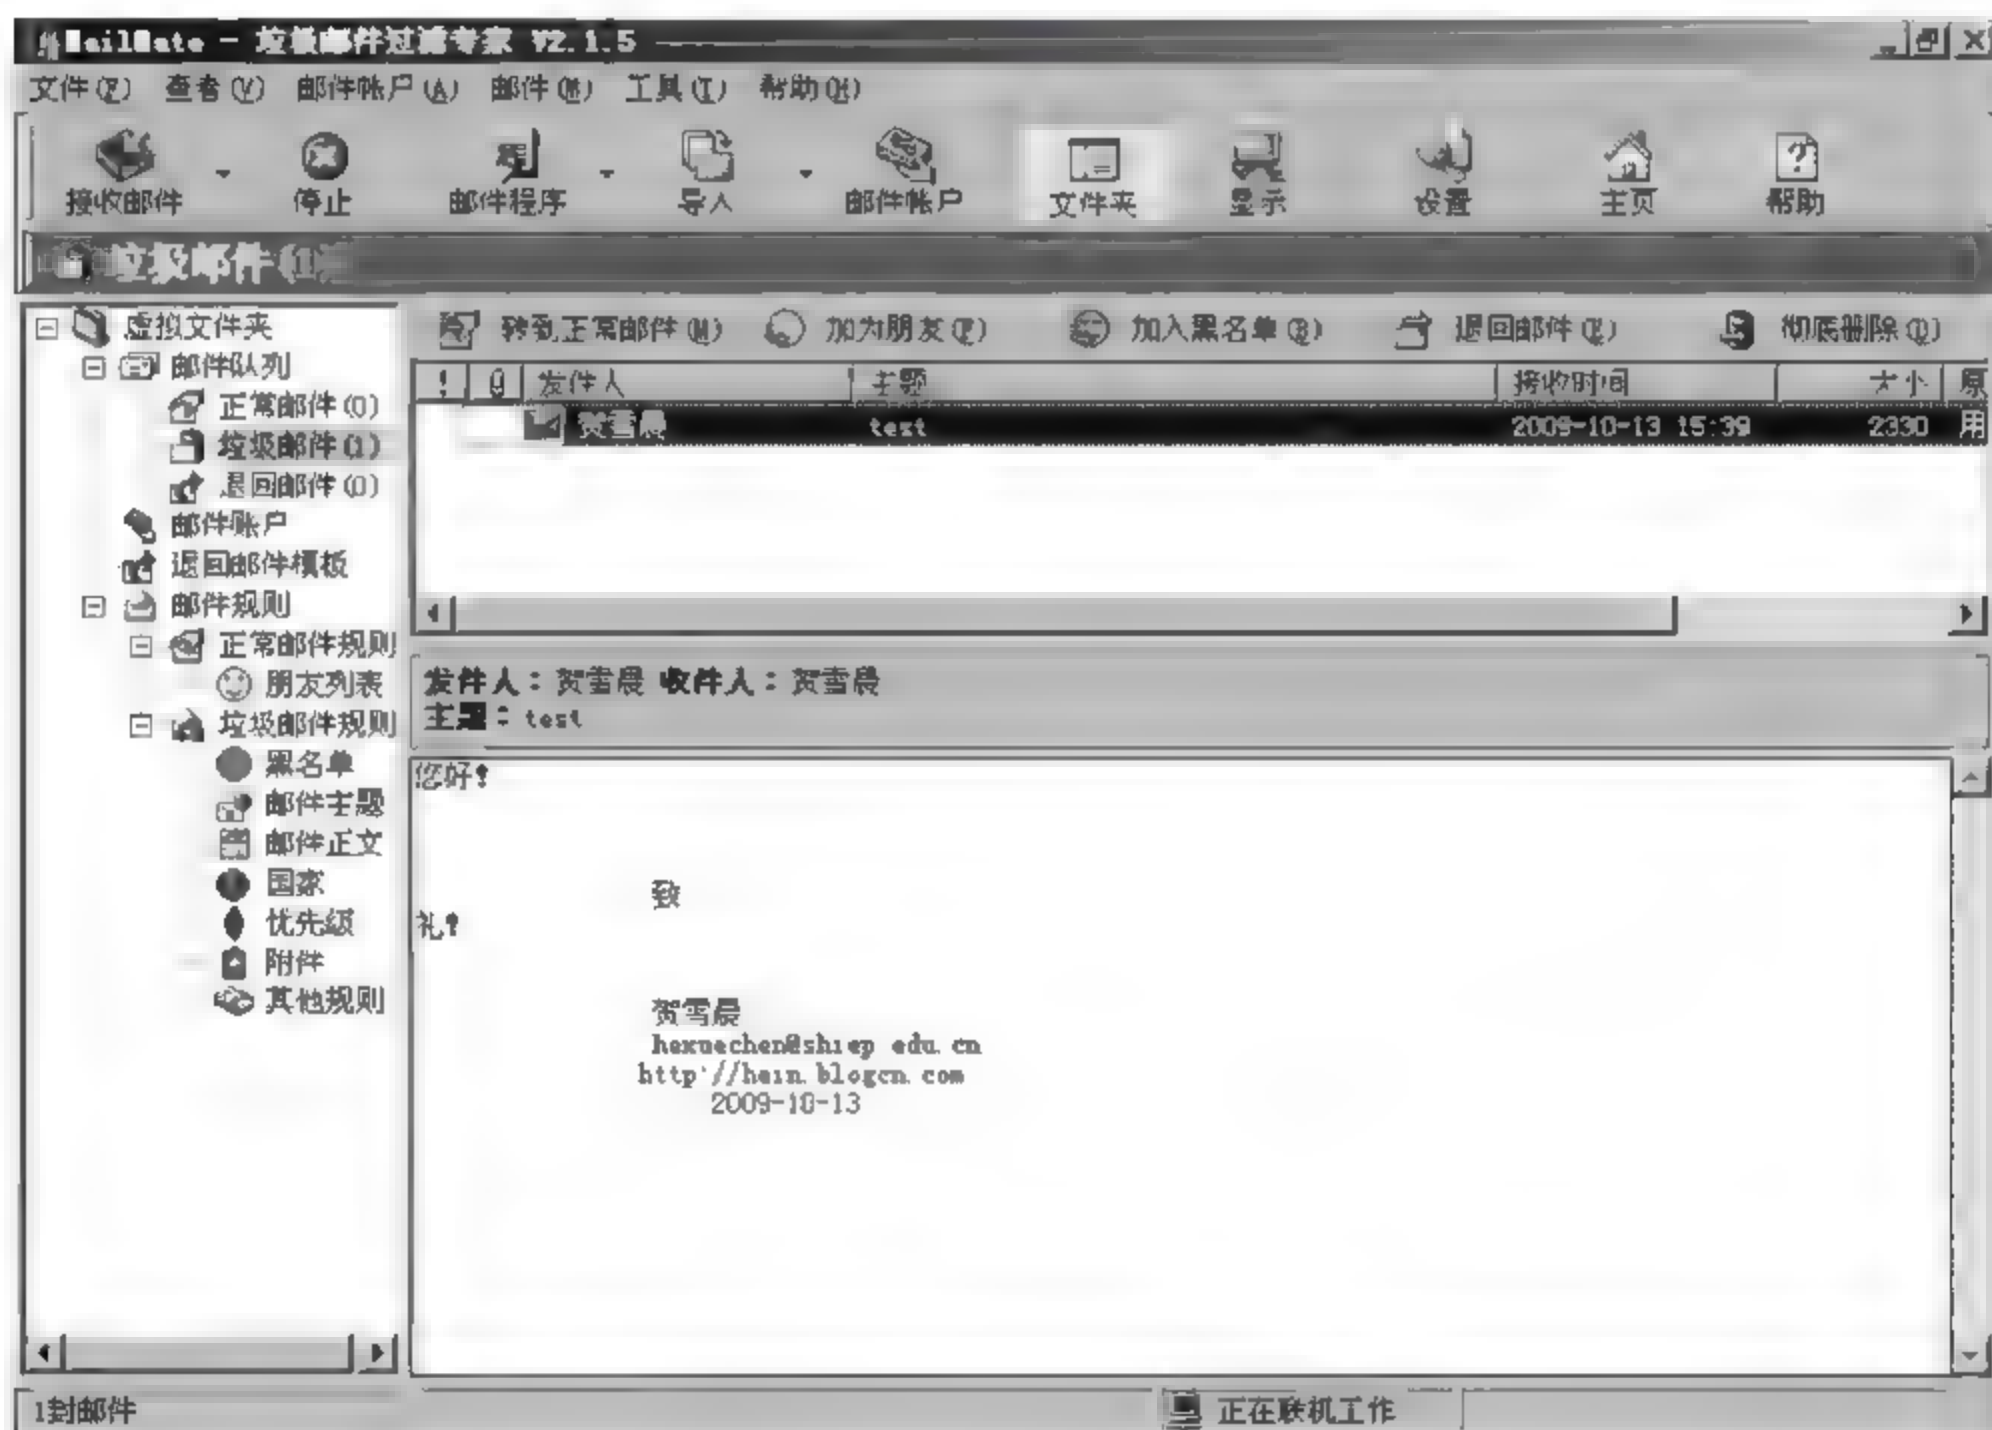 MailMate - 垃圾邮件过滤专家 V2.1.5
文件(F) 查看(V) 邮件帐户(A) 邮件(M) 工具(T) 帮助(H)
接收邮件 停止 邮件程序 导入 邮件帐户 文件夹 显示 设置 主页 帮助
垃圾邮件(1)
虚拟文件夹
邮件队列
正常邮件(0)
垃圾邮件(1)
退回邮件(0)
邮件账户
退回邮件模板
邮件规则
正常邮件规则
朋友列表
垃圾邮件规则
黑名单
邮件主题
邮件正文
国家
优先级
附件
其他规则
转到正常邮件(M) 加为朋友(F) 加入黑名单(B) 退回邮件 彻底删除(D)
! 发件人 主题 接收时间 大小 原
贺雪晨 test 2009-10-13 15:39 2330 用
发件人：贺雪晨 收件人：贺雪晨
主题：test
您好！
致
礼！
贺雪晨
hexuechen@shiep.edu.cn
http://hein.blogcn.com
2009-10-13
1封邮件 正在联机工作